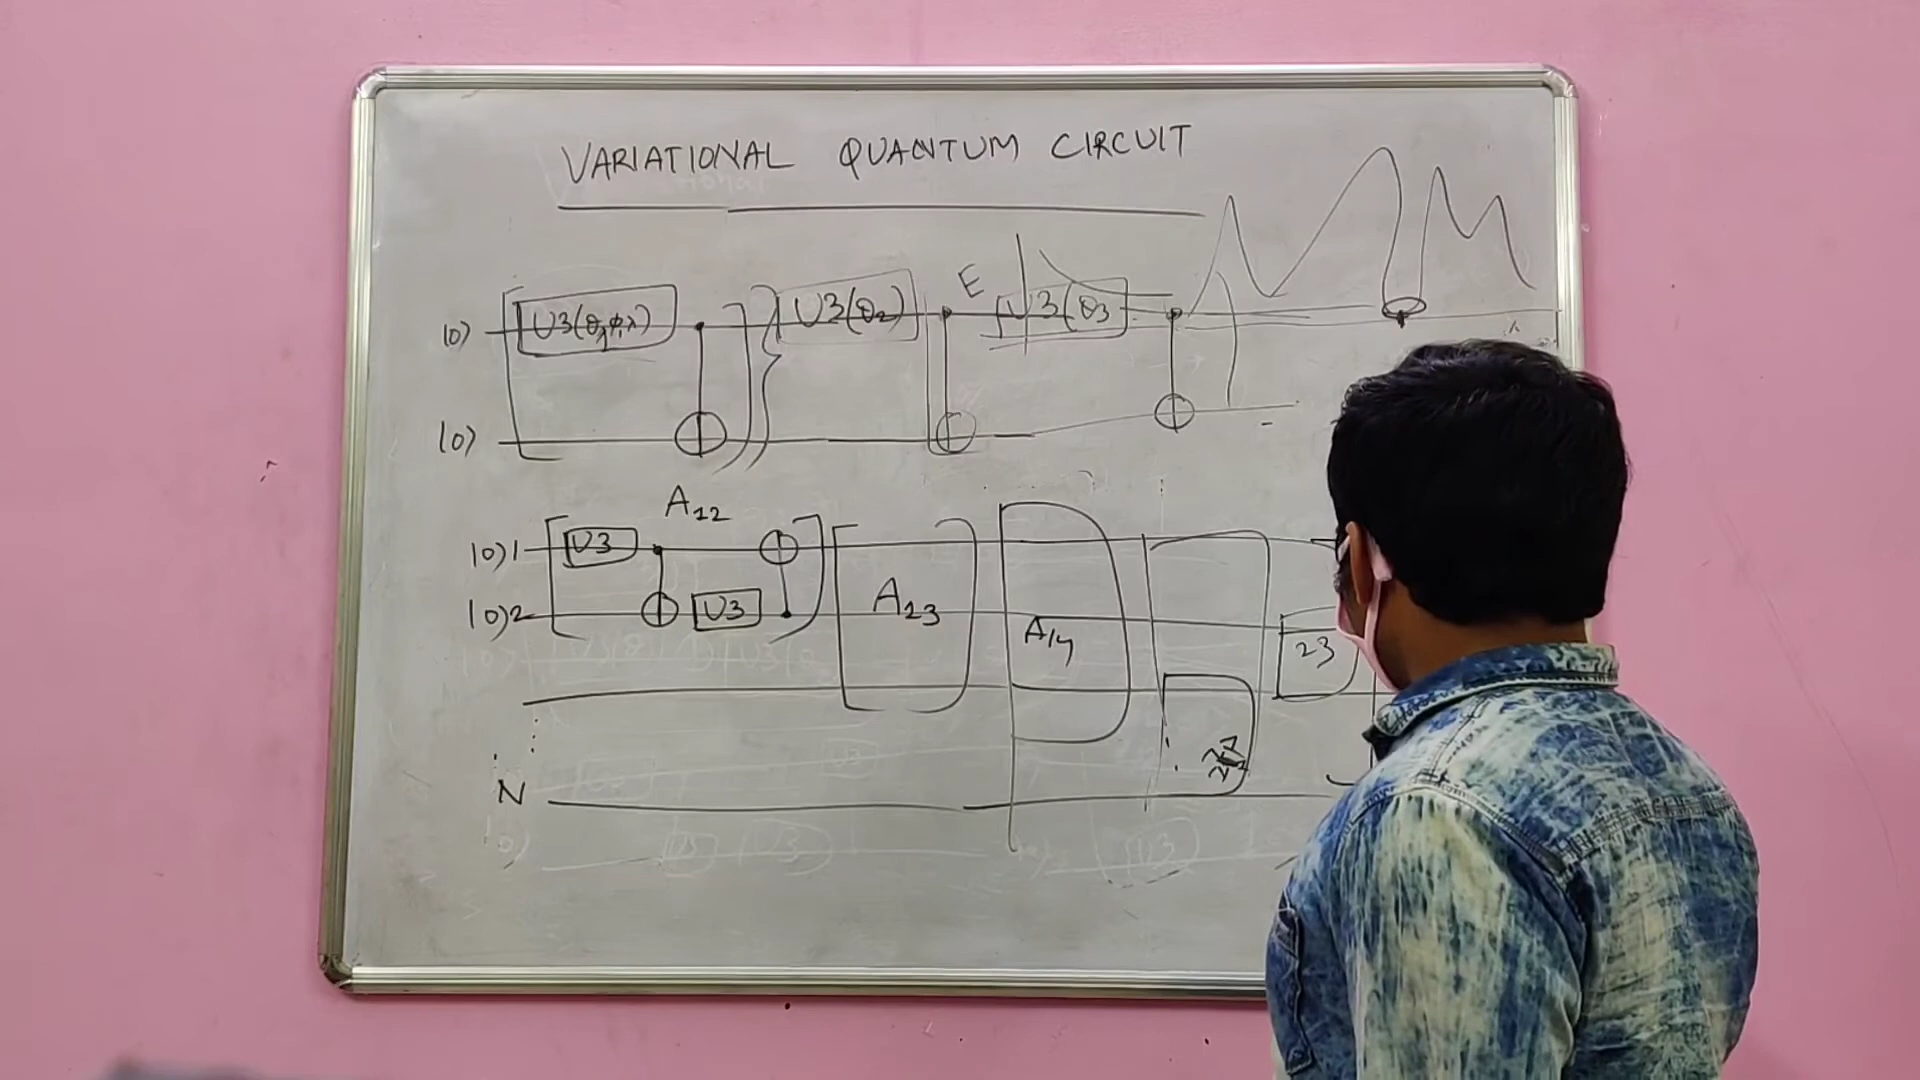 VARIATIONAL QUANTUM CIRCUIT
|0⟩ U3(θ,φ,λ) U3(θ2) E U3(θ3
|0⟩
A12
|0⟩1 U3
|0⟩2 U3 A23 A14 23
N